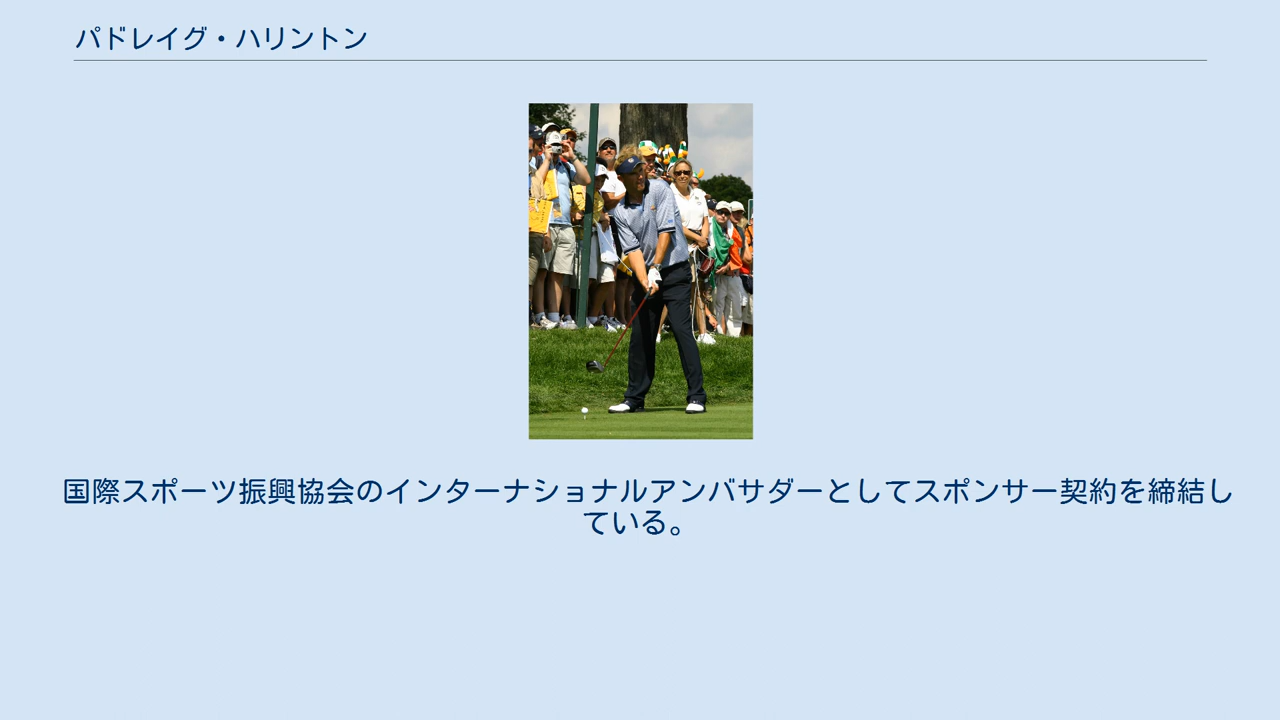 パドレイグ・ハリントン
国際スポーツ振興協会のインターナショナルアンバサダーとしてスポンサー契約を締結し
ている。